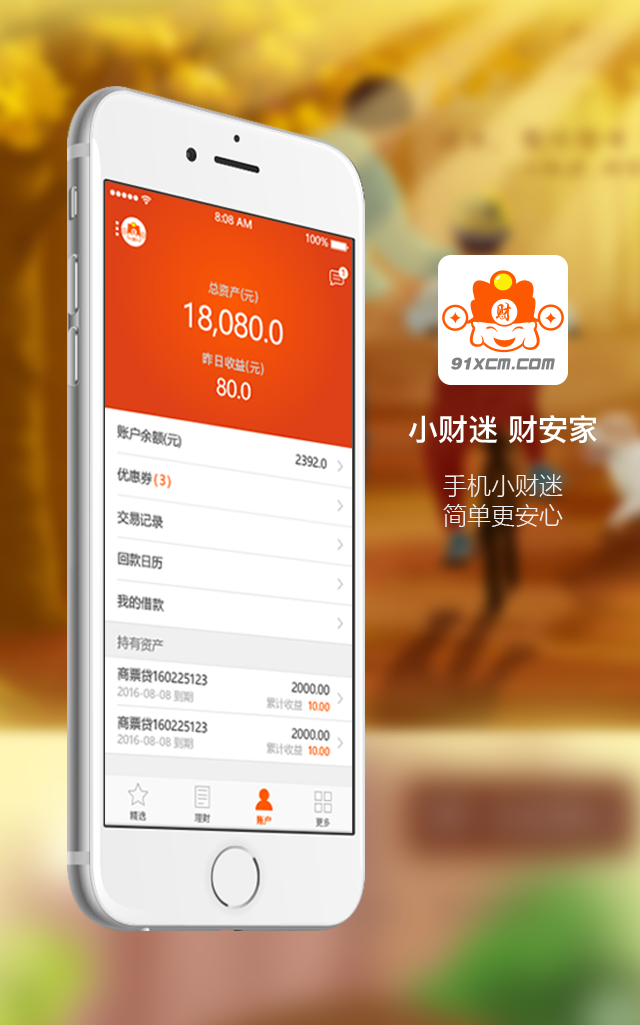 8:08 AM
100%
1
总资产(元)
18,080.0
昨日收益(元)
80.0
账户余额(元)
2392.0
优惠券(3)
交易记录
回款日历
我的借款
持有资产
商票贷160225123
2000.00
2016-08-08 到期
累计收益 10.00
商票贷160225123
2000.00
2016-08-08 到期
累计收益 10.00
精选
理财
账户
更多
财
91XCM.COM
小财迷 财安家
手机小财迷
简单更安心